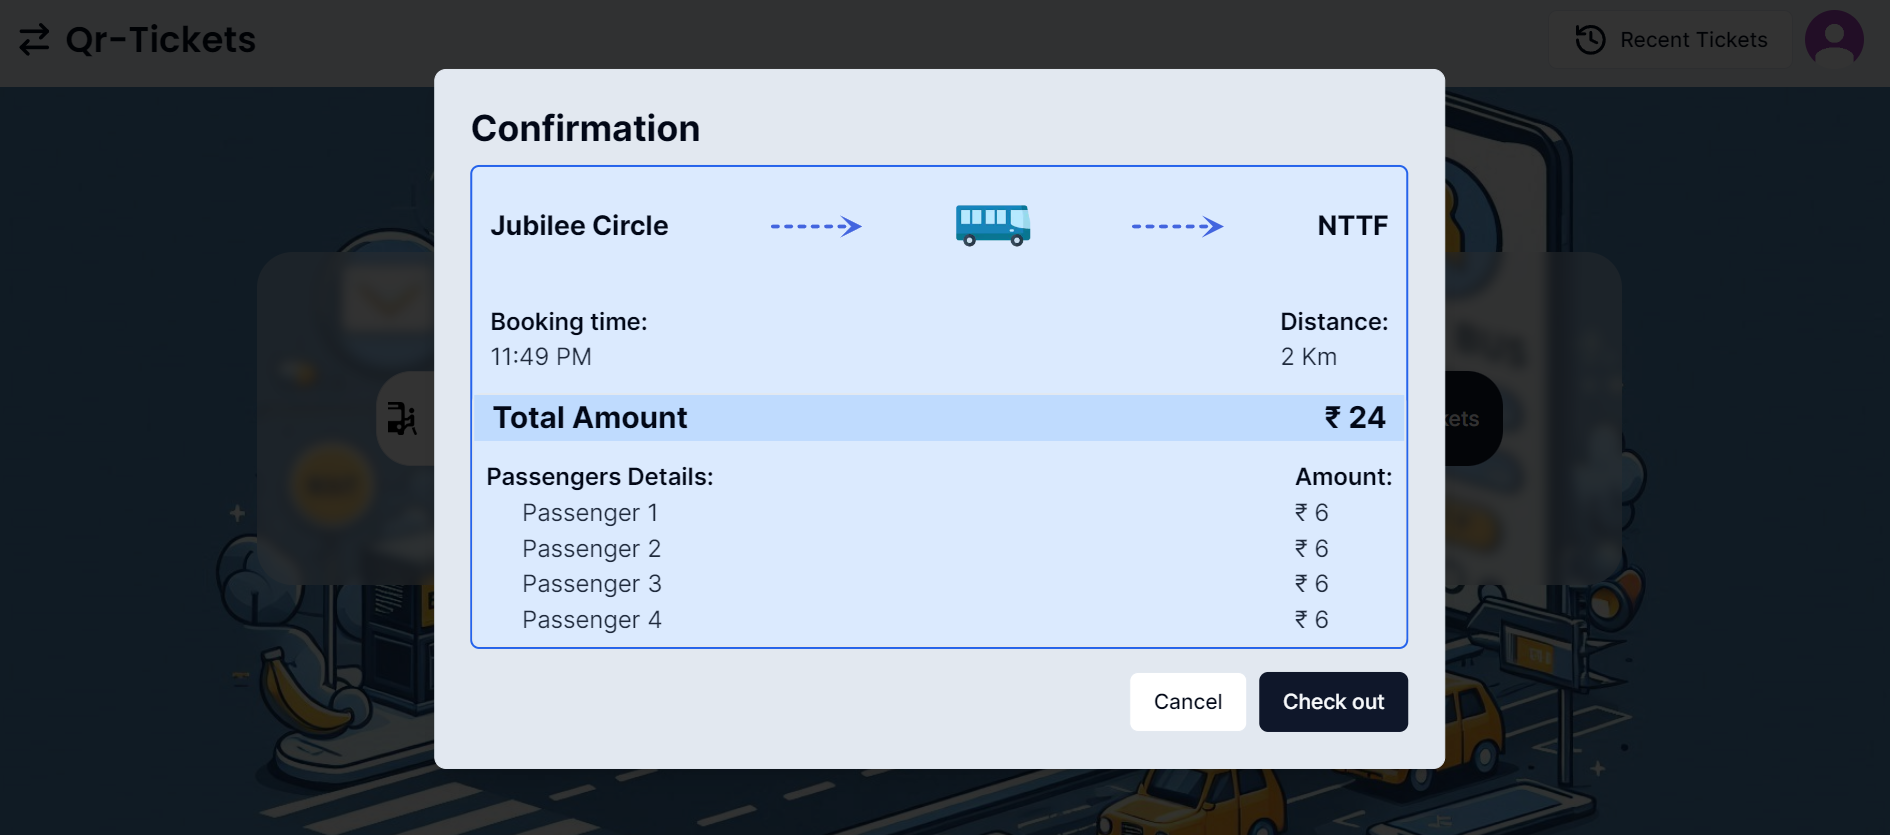 Qr-Tickets
Recent Tickets
Confirmation
Jubilee Circle
NTTF
Booking time:
Distance:
11:49 PM
2 Km
Total Amount
₹ 24
Passengers Details:
Amount:
Passenger 1
₹ 6
Passenger 2
₹ 6
Passenger 3
₹ 6
Passenger 4
₹ 6
Cancel
Check out
BUS